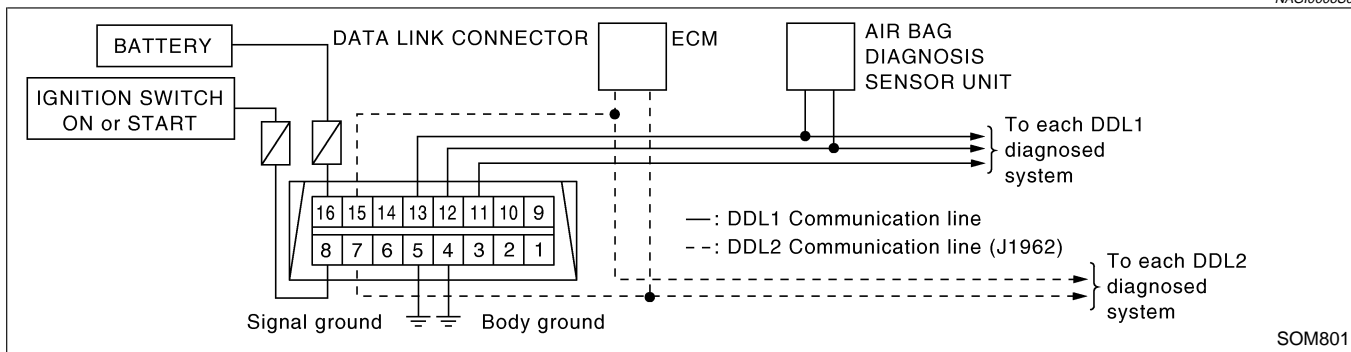 BATTERY
IGNITION SWITCH
ON or START
DATA LINK CONNECTOR
ECM
AIR BAG
DIAGNOSIS
SENSOR UNIT
To each DDL1
diagnosed
system
16 15 14 13 12 11 10 9
8 7 6 5 4 3 2 1
—: DDL1 Communication line
---: DDL2 Communication line (J1962)
To each DDL2
diagnosed
system
Signal ground
Body ground
SOM801